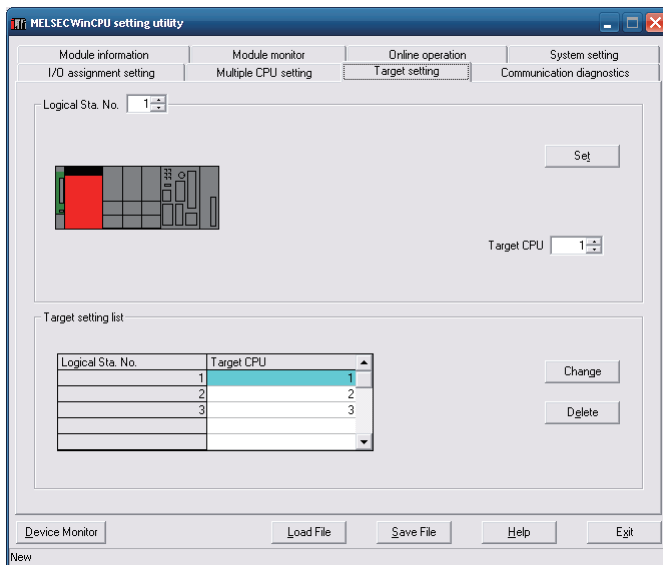 MELSECWinCPU setting utility
Module information Module monitor Online operation System setting
I/O assignment setting Multiple CPU setting Target setting Communication diagnostics
Logical Sta. No. 1
Set
Target CPU 1
Target setting list
Logical Sta. No. Target CPU
1 1
2 2
3 3
Change
Delete
Device Monitor Load File Save File Help Exit
New